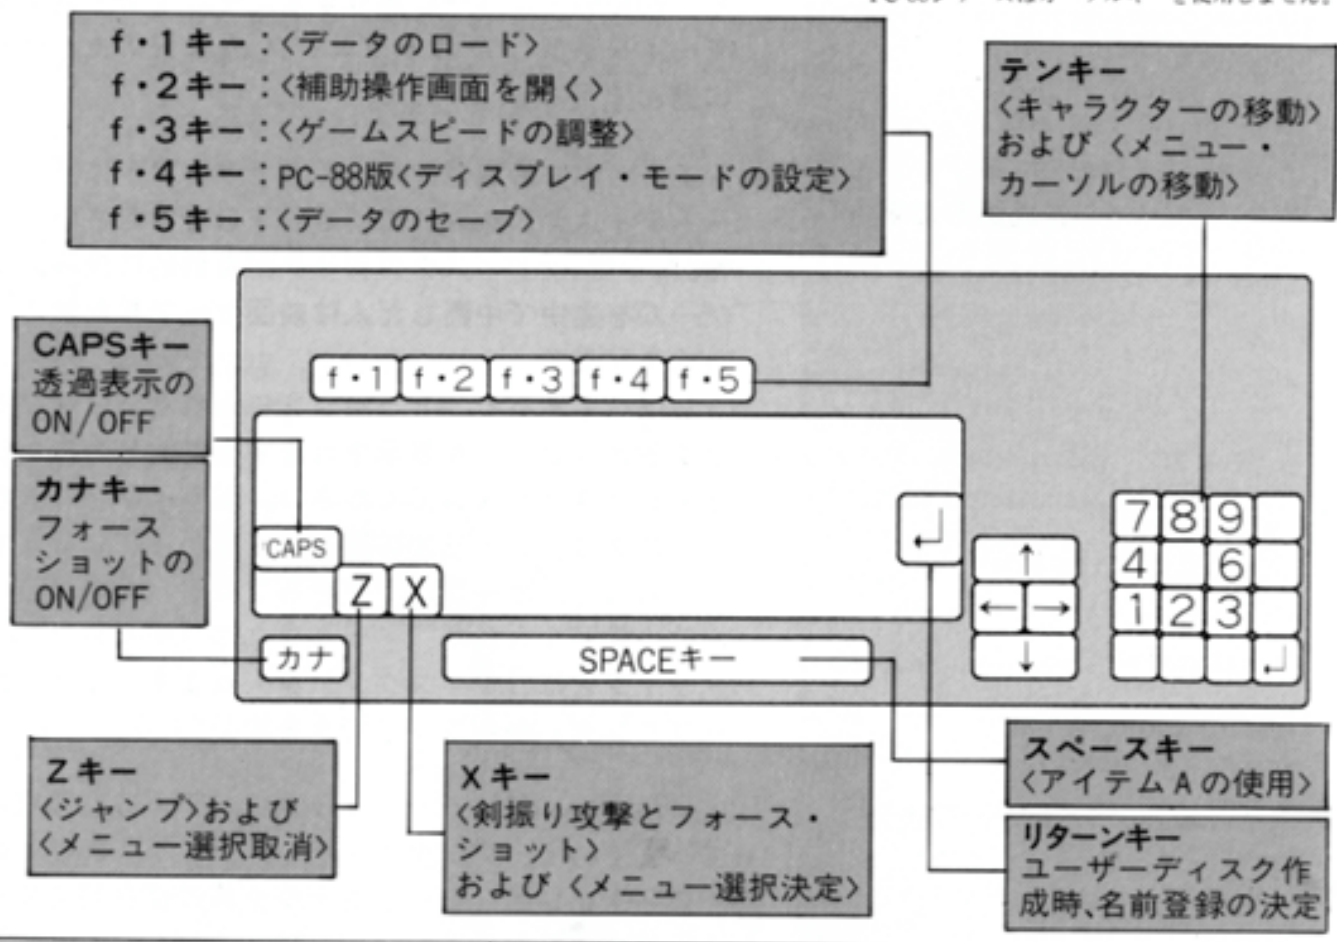 f・1キー：〈データのロード〉
f・2キー：〈補助操作画面を開く〉
f・3キー：〈ゲームスピードの調整〉
f・4キー：PC-88版〈ディスプレイ・モードの設定〉
f・5キー：〈データのセーブ〉
テンキー
〈キャラクターの移動〉
および〈メニュー・
カーソルの移動〉
CAPSキー
透過表示の
ON/OFF
カナキー
フォース
ショットの
ON/OFF
f・1 f・2 f・3 f・4 f・5
CAPS
Z X
カナ
SPACEキー
↵
↑
← →
↓
7 8 9
4 6
1 2 3
↵
Zキー
〈ジャンプ〉および
〈メニュー選択取消〉
Xキー
〈剣振り攻撃とフォース・
ショット〉
および〈メニュー選択決定〉
スペースキー
〈アイテムAの使用〉
リターンキー
ユーザーディスク作
成時、名前登録の決定